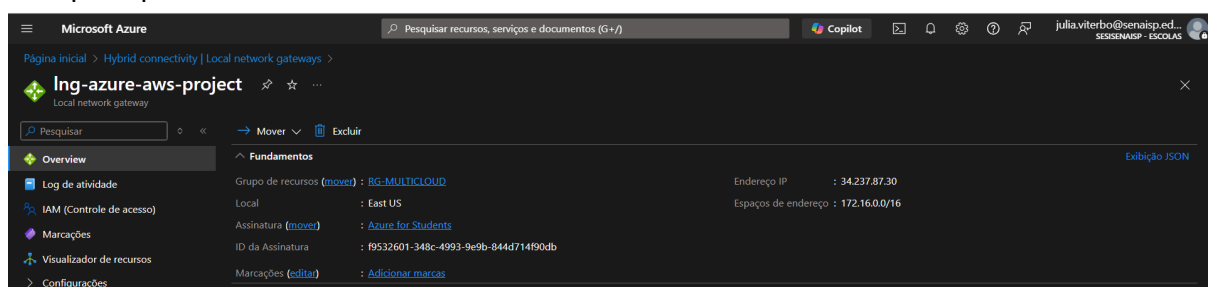 Microsoft Azure
Pesquisar recursos, serviços e documentos (G+/)
Copilot
julia.viterbo@senaisp.ed...
SESISENAISP - ESCOLAS
Página inicial > Hybrid connectivity | Local network gateways >
lng-azure-aws-project
Local network gateway
Pesquisar
Mover
Excluir
Overview
Fundamentos
Exibição JSON
Log de atividade
Grupo de recursos (mover) : RG-MULTICLOUD
Endereço IP : 34.237.87.30
IAM (Controle de acesso)
Local : East US
Espaços de endereço : 172.16.0.0/16
Marcações
Assinatura (mover) : Azure for Students
ID da Assinatura : f9532601-348c-4993-9e9b-844d714f90db
Visualizador de recursos
Marcações (editar) : Adicionar marcas
Configurações